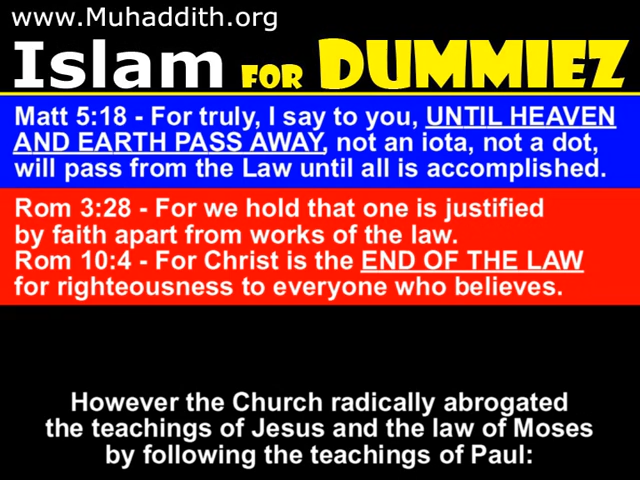 www.Muhaddith.org
Islam FOR DUMMIEZ
Matt 5:18 - For truly, I say to you, UNTIL HEAVEN
AND EARTH PASS AWAY, not an iota, not a dot,
will pass from the Law until all is accomplished.
Rom 3:28 - For we hold that one is justified
by faith apart from works of the law.
Rom 10:4 - For Christ is the END OF THE LAW
for righteousness to everyone who believes.
However the Church radically abrogated
the teachings of Jesus and the law of Moses
by following the teachings of Paul: